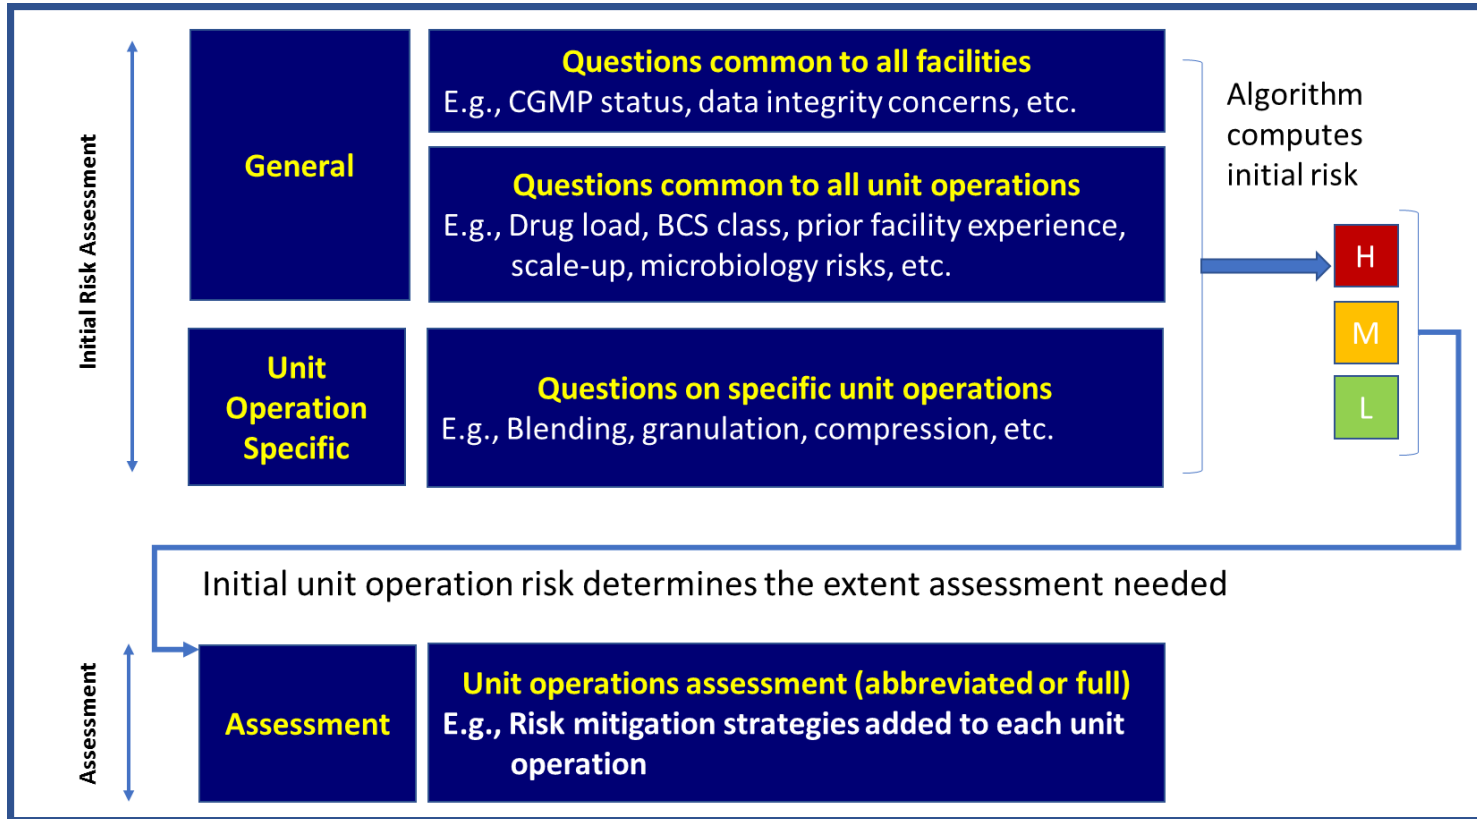 Initial Risk Assessment
General
Questions common to all facilities
E.g., CGMP status, data integrity concerns, etc.
Questions common to all unit operations
E.g., Drug load, BCS class, prior facility experience,
scale-up, microbiology risks, etc.
Unit
Operation
Specific
Questions on specific unit operations
E.g., Blending, granulation, compression, etc.
Algorithm
computes
initial risk
H
M
L
Initial unit operation risk determines the extent assessment needed
Assessment
Assessment
Unit operations assessment (abbreviated or full)
E.g., Risk mitigation strategies added to each unit
operation